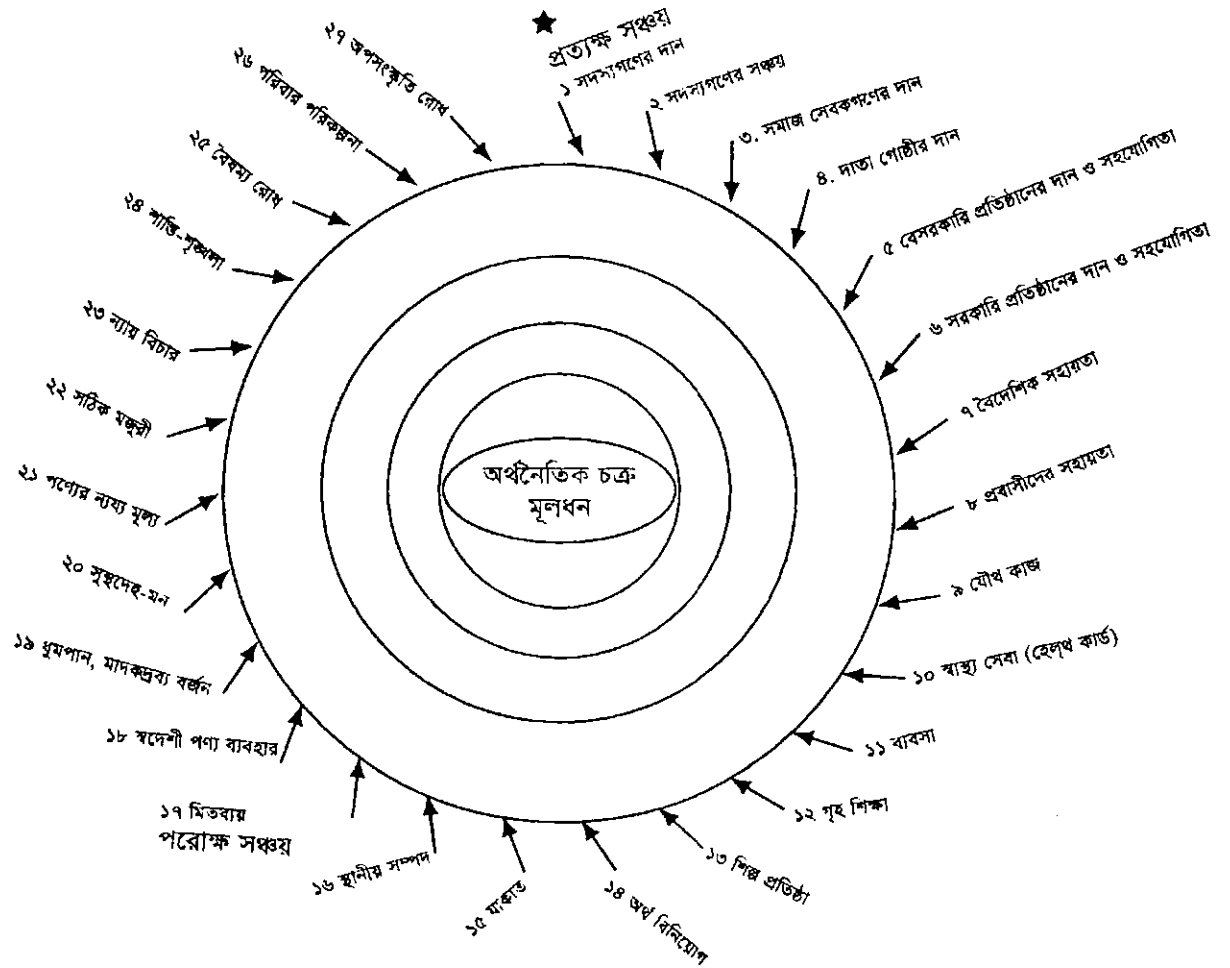 ★ প্রত্যক্ষ সঞ্চয়
১ সদস্যগণের দান
২ সদস্যগণের সঞ্চয়
৩. সমাজ সেবকগণের দান
৪. দাতা গোষ্ঠীর দান
৫ বেসরকারি প্রতিষ্ঠানের দান ও সহযোগিতা
৬ সরকারি প্রতিষ্ঠানের দান ও সহযোগিতা
৭ বৈদেশিক সহায়তা
৮ প্রবাসীদের সহায়তা
৯ যৌথ কাজ
১০ স্বাস্থ্য সেবা (হেল্থ কার্ড)
১১ ব্যবসা
১২ গৃহ শিক্ষা
১৩ শিল্প প্রতিষ্ঠা
১৪ অর্থ বিনিয়োগ
১৫ যাকাত
১৬ স্থানীয় সম্পদ
১৭ মিতব্যয়
পরোক্ষ সঞ্চয়
১৮ স্বদেশী পণ্য ব্যবহার
১৯ ধুমপান, মাদকদ্রব্য বর্জন
২০ সুস্থদেহ-মন
২১ পণ্যের ন্যয্য মূল্য
২২ সঠিক মজুরী
২৩ ন্যায় বিচার
২৪ শান্তি-শৃঙ্খলা
২৫ বৈষম্য রোধ
২৬ পরিবার পরিকল্পনা
২৭ অপসংস্কৃতি রোধ
অর্থনৈতিক চক্র
মূলধন